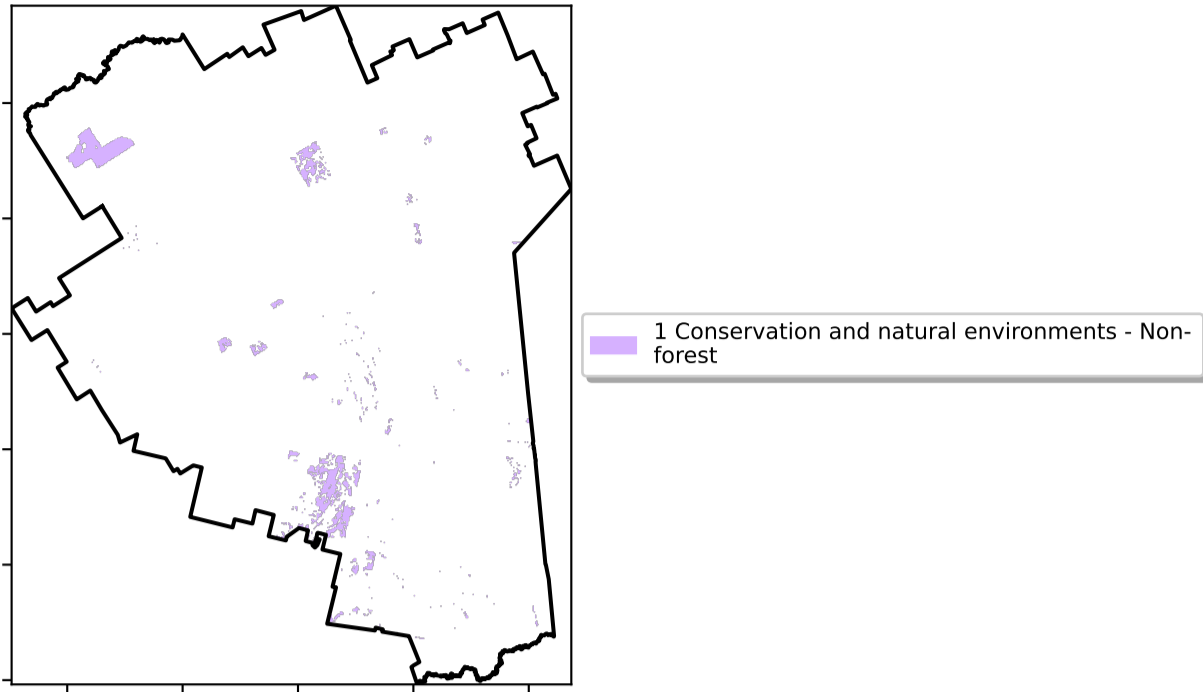 1 Conservation and natural environments - Non-
forest